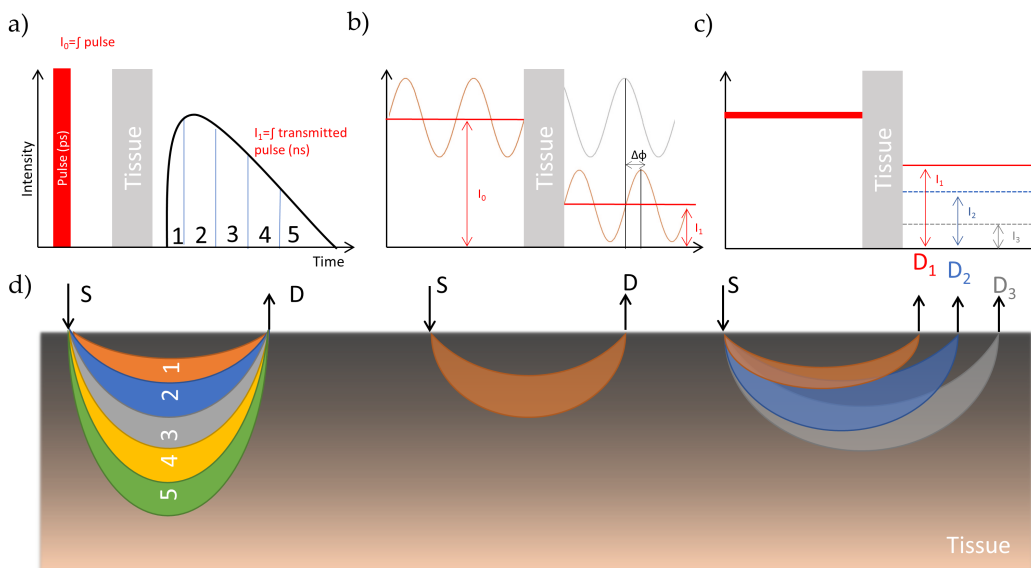 a)
I₀=∫ pulse
Intensity
Pulse (ps)
Tissue
I₁=∫ transmitted
pulse (ns)
1 2 3 4 5
Time
b)
I₀
Tissue
Δϕ
I₁
c)
Tissue
I₁
I₂
I₃
D₁
D₂
D₃
d)
S
D
1
2
3
4
5
S
D
S
Tissue